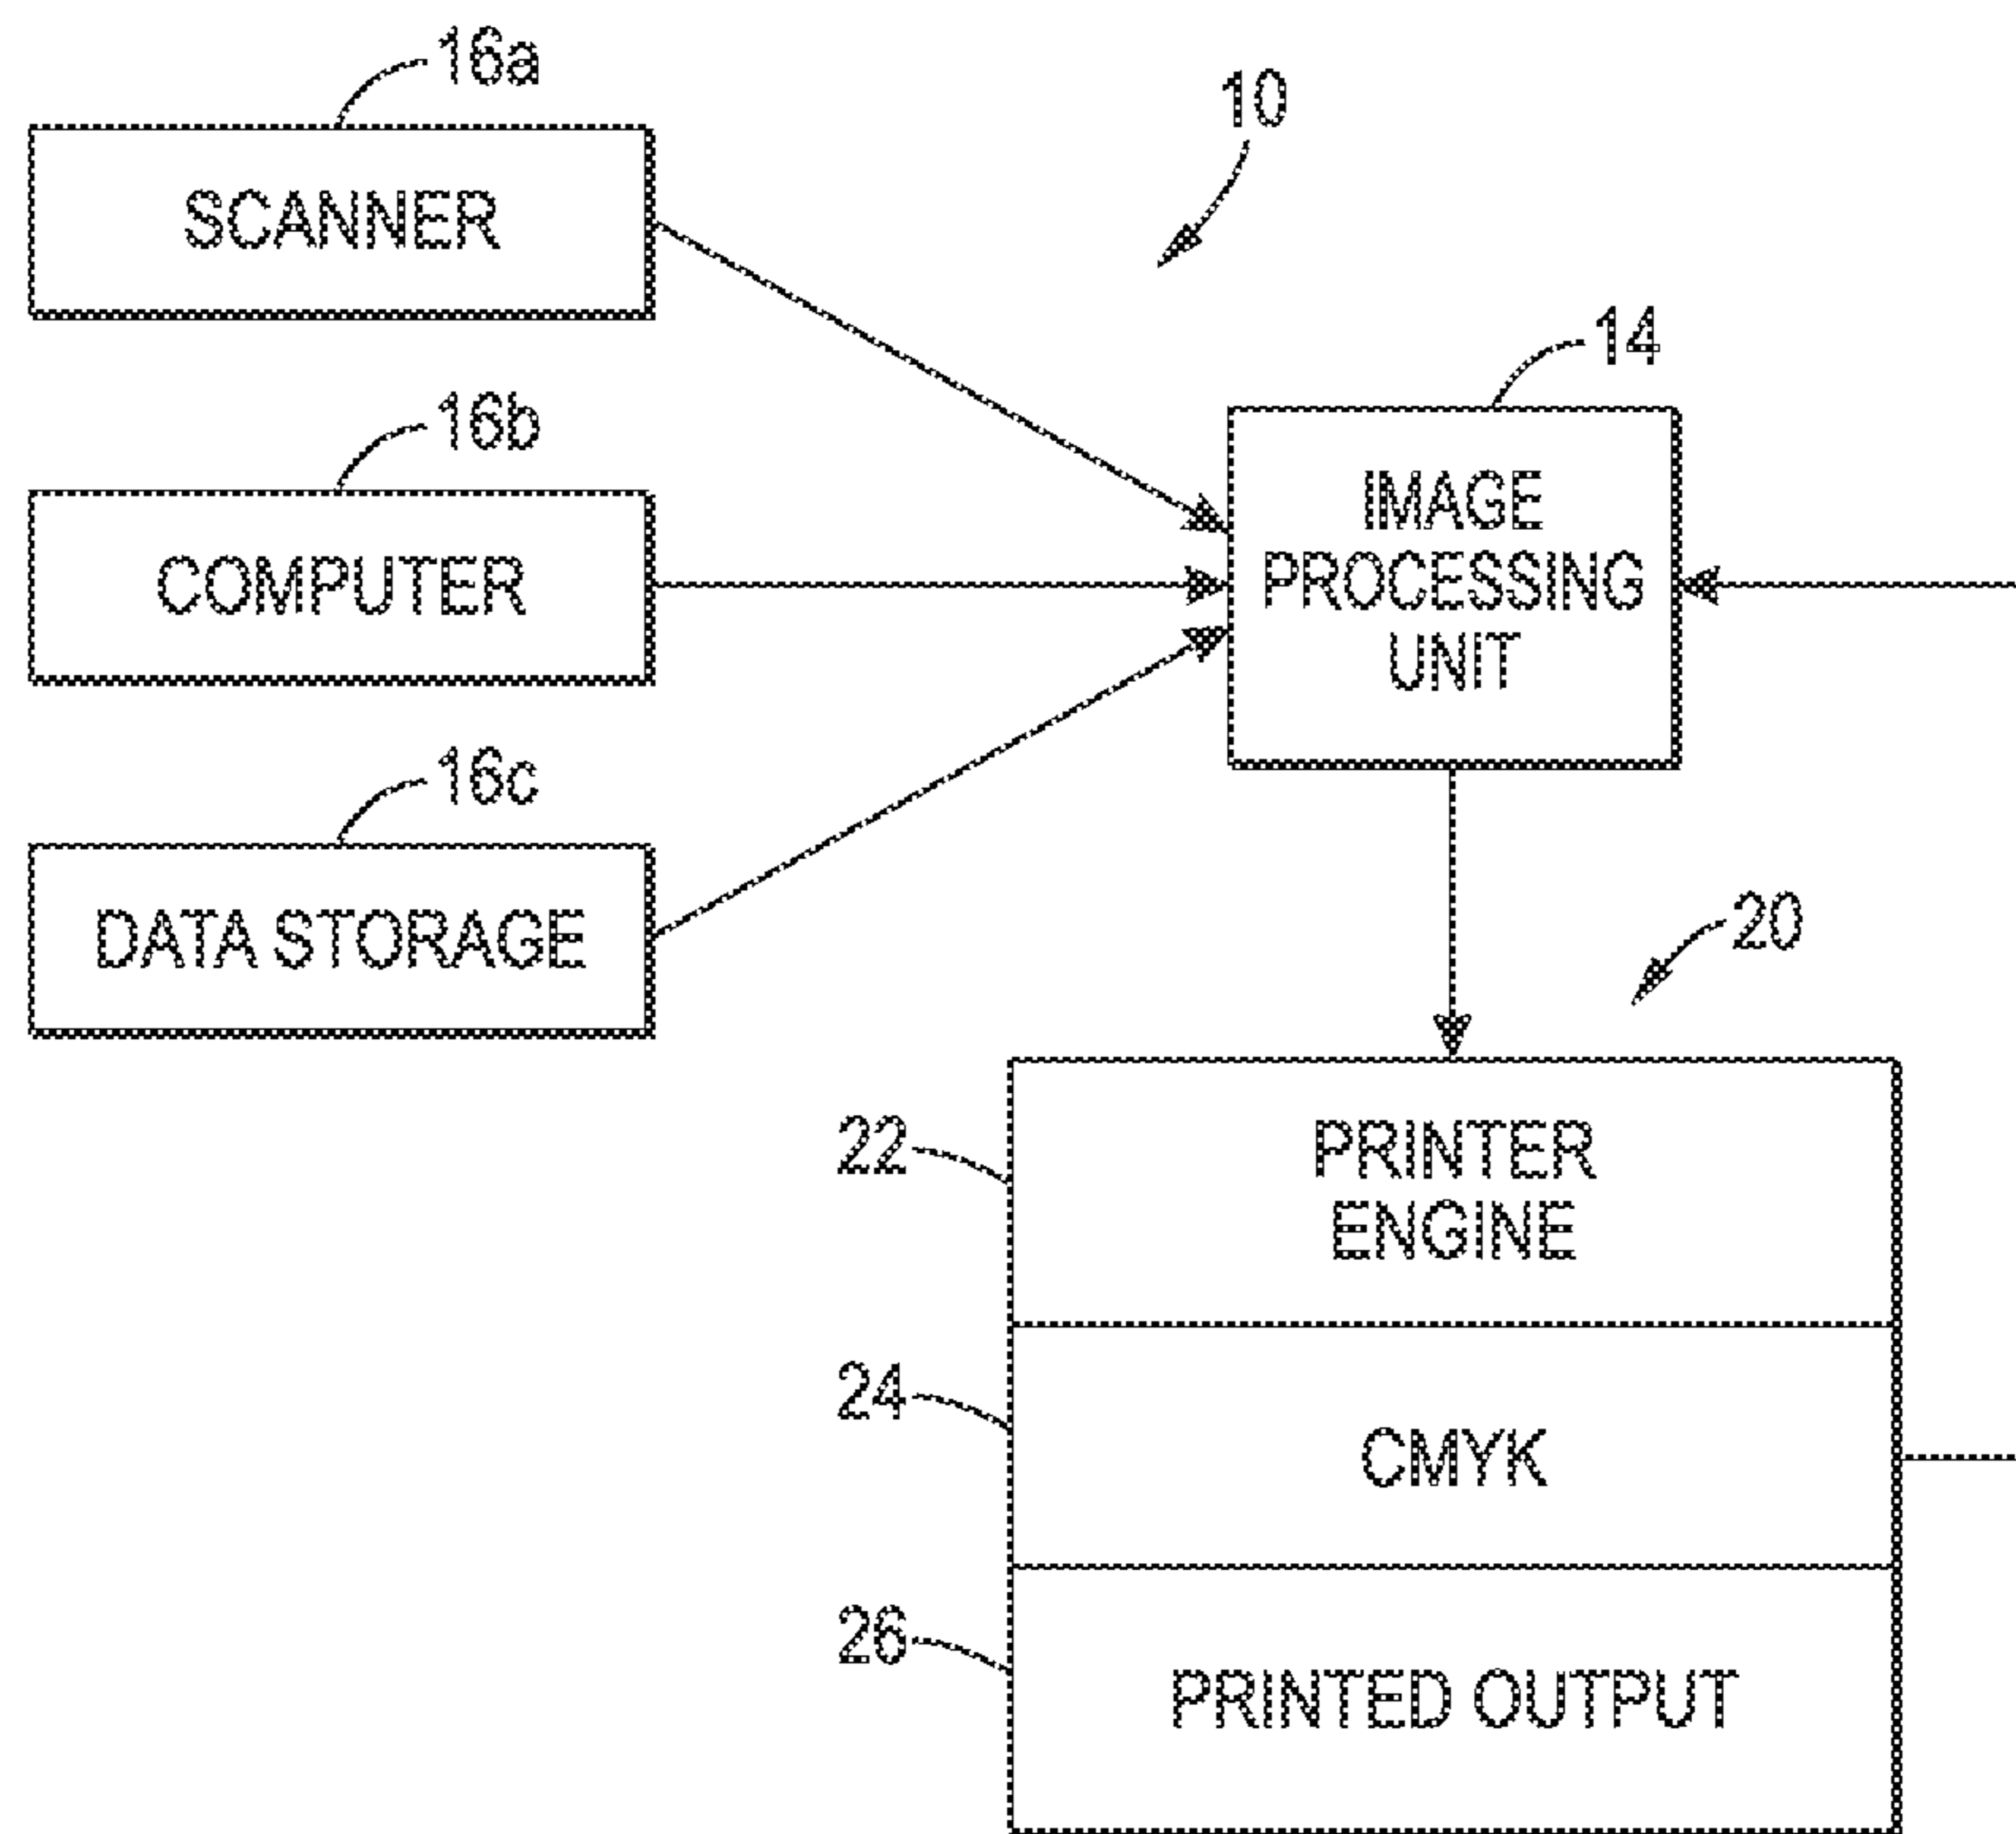 16a
10
SCANNER
14
16b
IMAGE
PROCESSING
UNIT
COMPUTER
16c
DATA STORAGE
20
22
PRINTER
ENGINE
24
CMYK
26
PRINTED OUTPUT